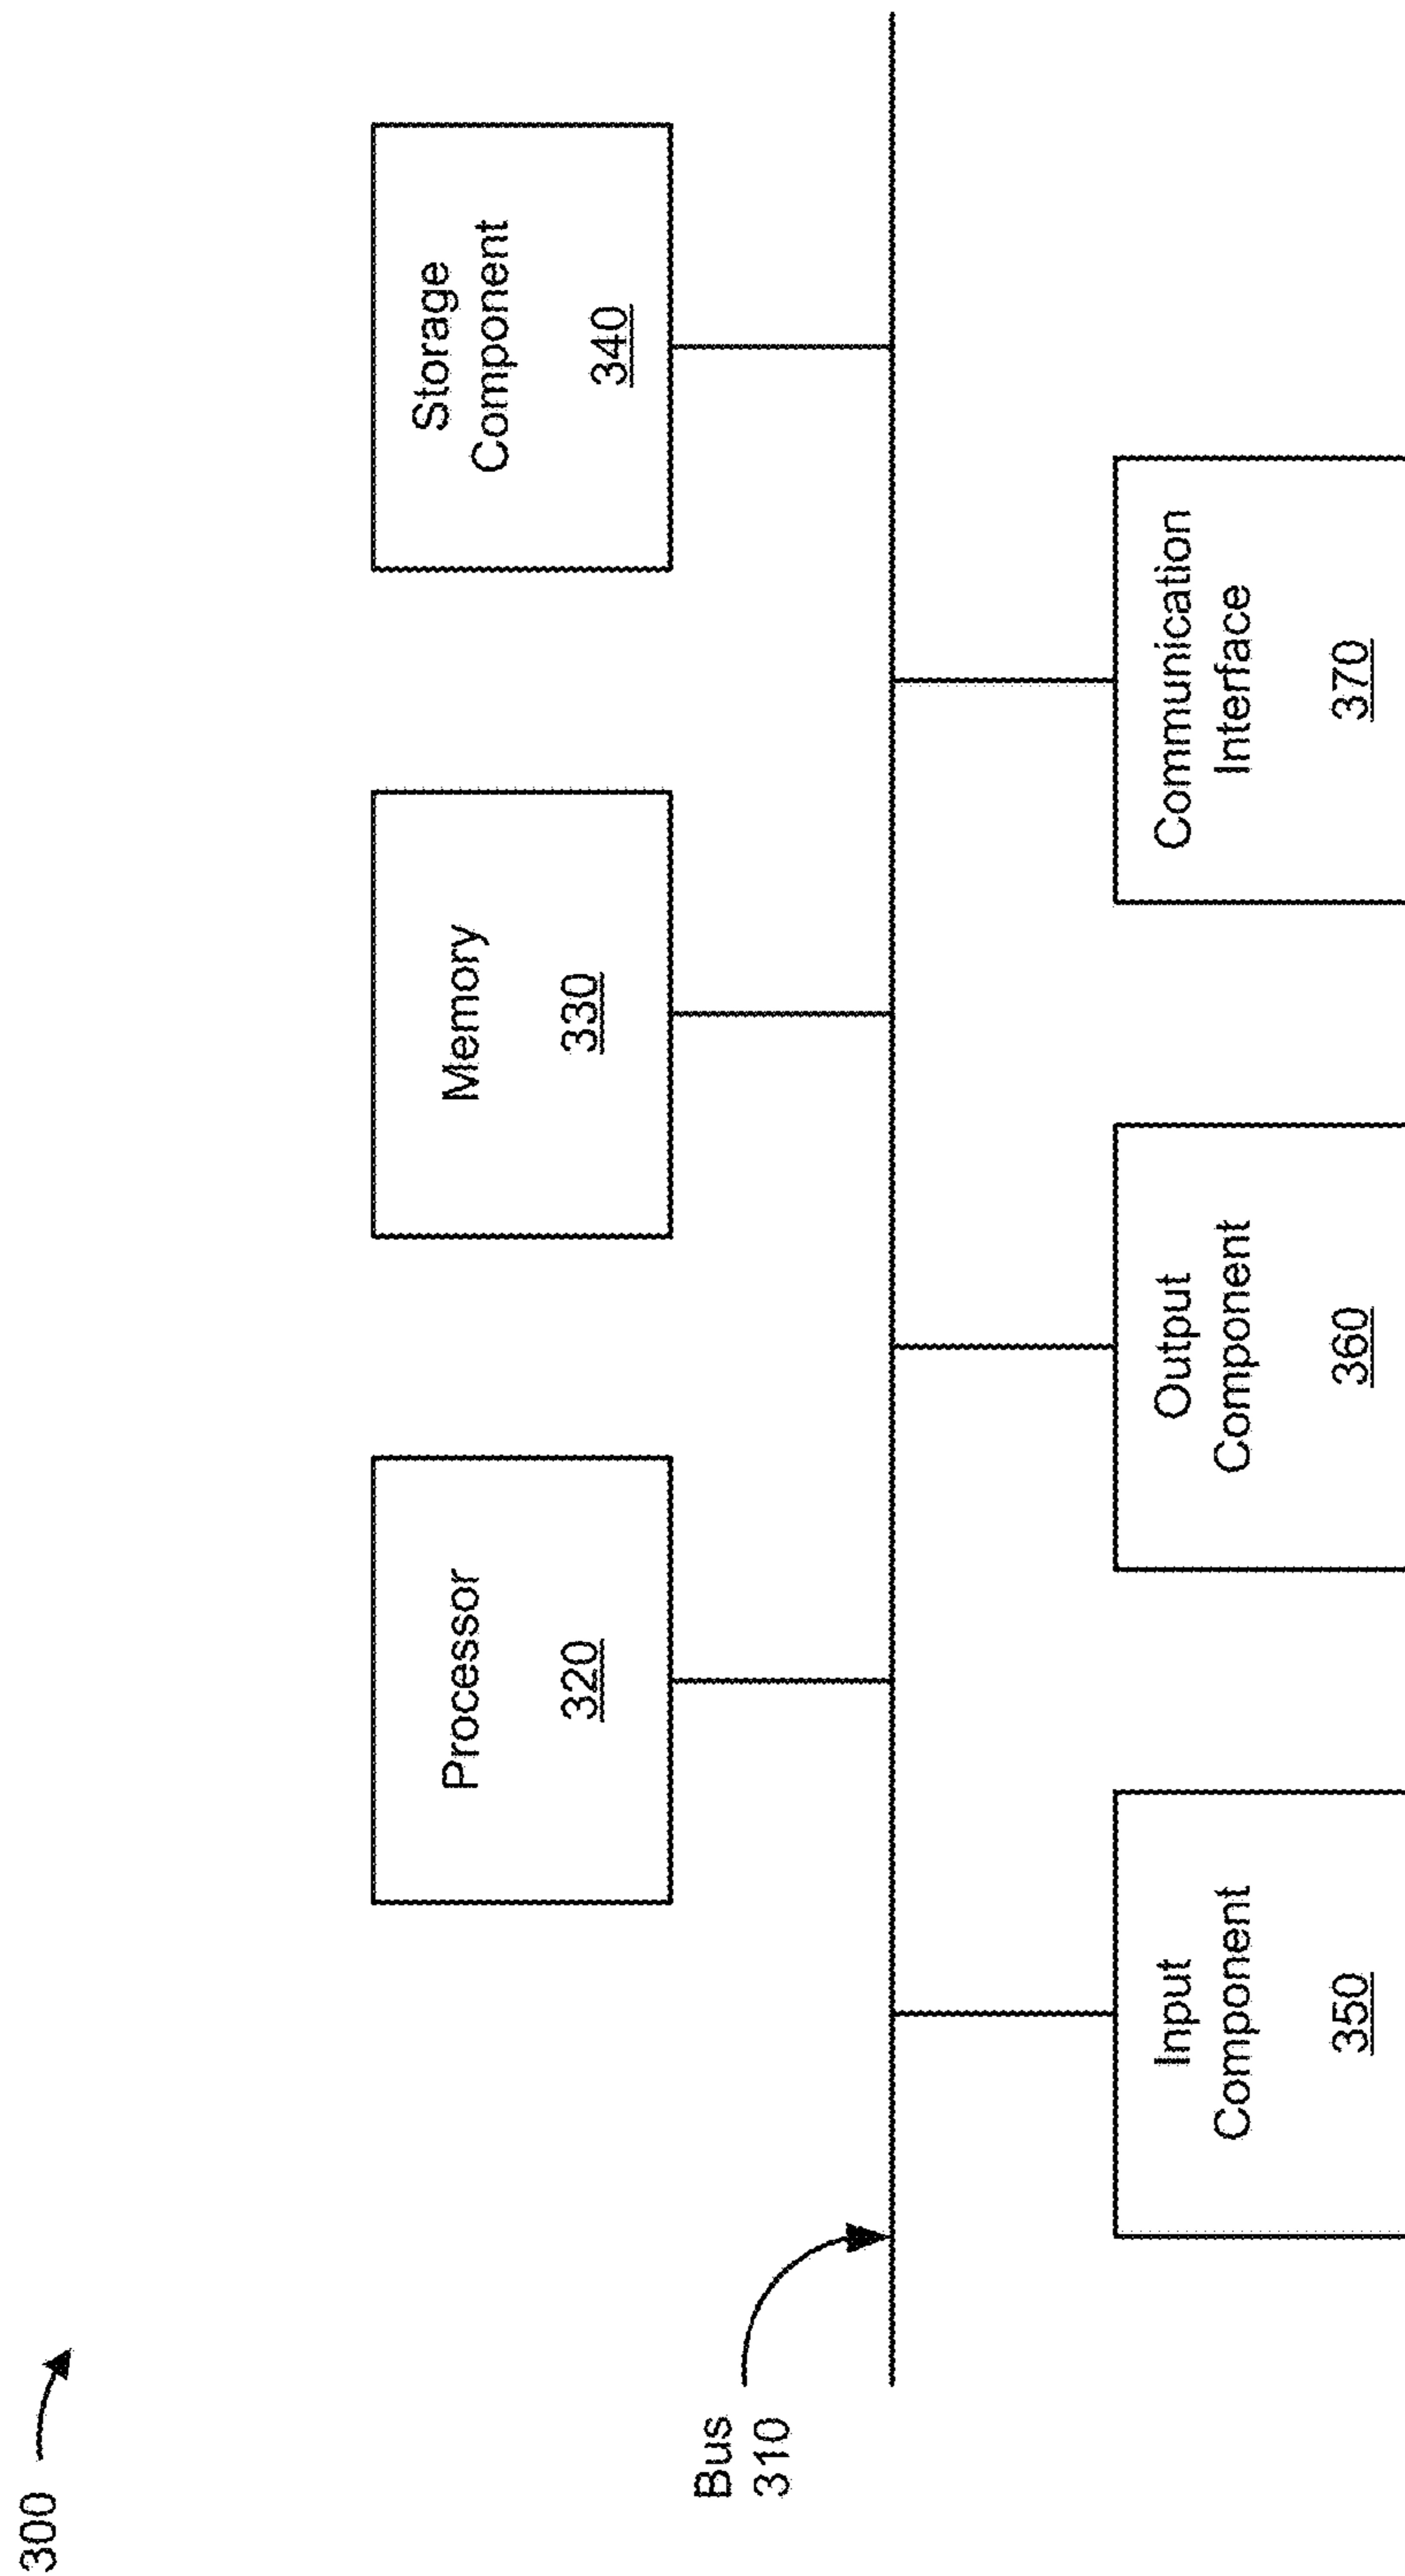 300
Bus
310
Processor
320
Memory
330
Storage
Component
340
Input
Component
350
Output
Component
360
Communication
Interface
370